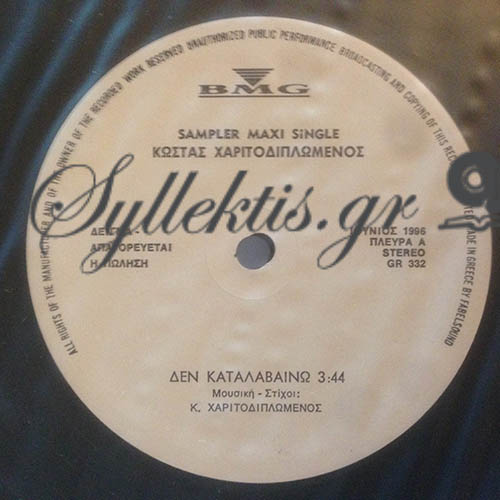 ALL RIGHTS OF THE MANUFACTURER AND OF THE OWNER OF THE RECORDED WORK RESERVED UNAUTHORIZED PUBLIC PERFORMANCE BROADCASTING AND COPYING OF THIS REC
MADE IN GREECE BY FABELSOUND
BMG
SAMPLER MAXI SINGLE
ΚΩΣΤΑΣ ΧΑΡΙΤΟΔΙΠΛΩΜΕΝΟΣ
Syllektis.gr
ΑΠΑΓΟΡΕΥΕΤΑΙ
Η ΠΩΛΗΣΗ
ΙΟΥΝΙΟΣ 1996
ΠΛΕΥΡΑ Α
STEREO
GR 332
ΔΕΝ ΚΑΤΑΛΑΒΑΙΝΩ 3:44
Μουσική - Στίχοι:
Κ. ΧΑΡΙΤΟΔΙΠΛΩΜΕΝΟΣ